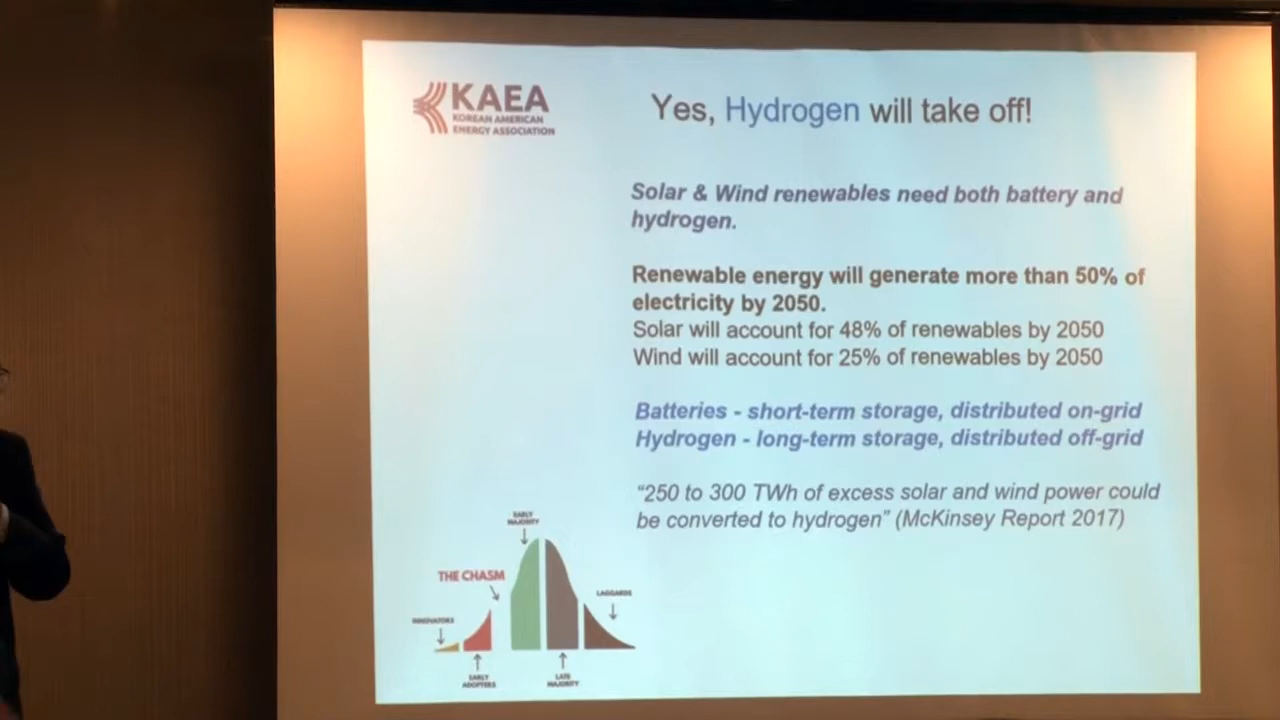 KAEA
KOREAN AMERICAN
ENERGY ASSOCIATION
Yes, Hydrogen will take off!
Solar & Wind renewables need both battery and
hydrogen.
Renewable energy will generate more than 50% of
electricity by 2050.
Solar will account for 48% of renewables by 2050
Wind will account for 25% of renewables by 2050
Batteries - short-term storage, distributed on-grid
Hydrogen - long-term storage, distributed off-grid
“250 to 300 TWh of excess solar and wind power could
be converted to hydrogen” (McKinsey Report 2017)
EARLY
MAJORITY
THE CHASM
LAGGARDS
INNOVATORS
EARLY
ADOPTERS
LATE
MAJORITY